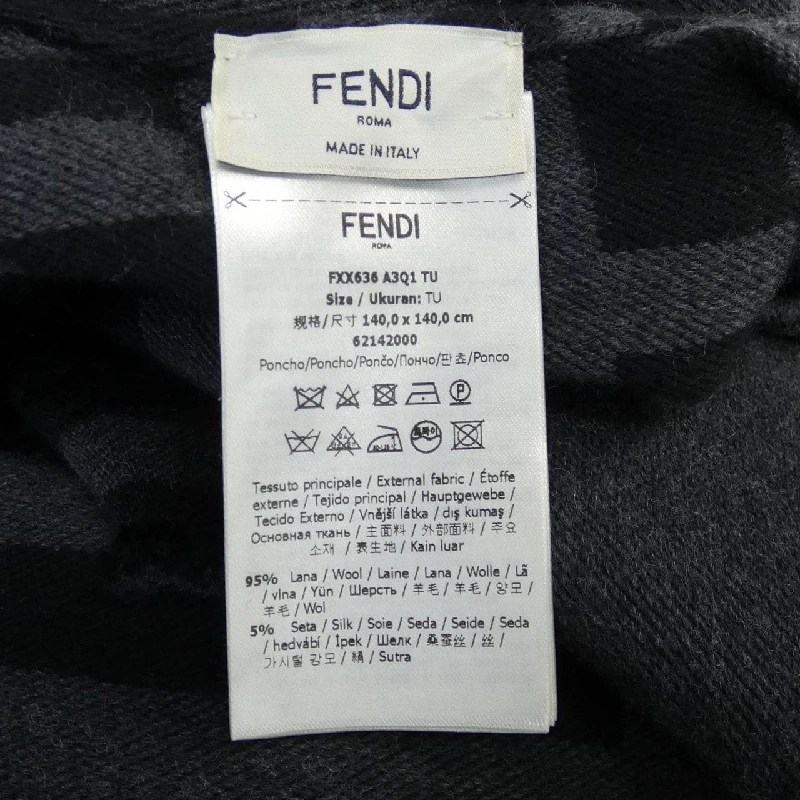 FENDI
ROMA
MADE IN ITALY
FENDI
ROMA
FXX636 A3Q1 TU
Size / Ukuran: TU
规格/尺寸 140,0 x 140,0 cm
62142000
Poncho/Poncho/Pončo/Пончо/판쵸/Ponco
P
Tessuto principale / External fabric / Étoffe
externe / Tejido principal / Hauptgewebe /
Tecido Externo / Vnější látka / dış kumaş /
Основная ткань / 主面料 / 外部面料 / 주요
소재 / 表生地 / Kain luar
95% Lana / Wool / Laine / Lana / Wolle / Lã
/ vlna / Yün / Шерсть / 羊毛 / 羊毛 / 양모 /
羊毛 / Wol
5% Seta / Silk / Soie / Seda / Seide / Seda
/ hedvábí / İpek / Шелк / 桑蚕丝 / 丝 /
가시털 강모 / 絹 / Sutra